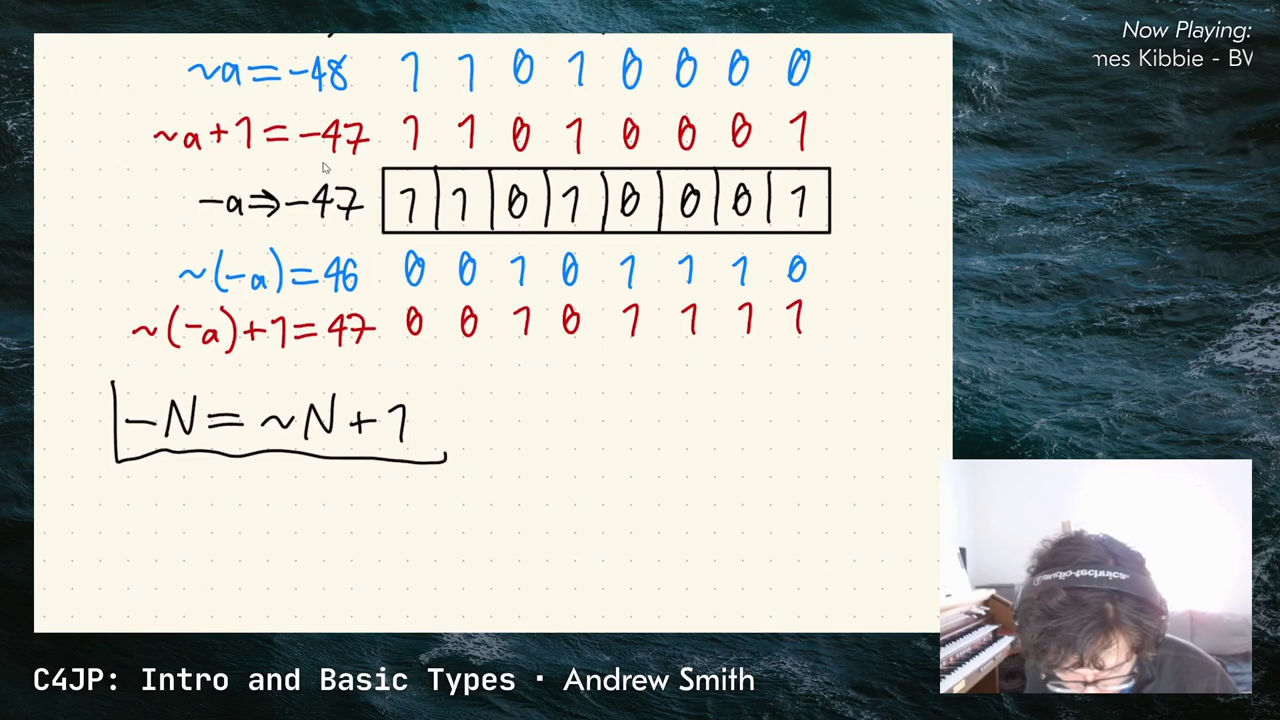 Now Playing:
mes Kibbie - BV
~a = -48 1 1 0 1 0 0 0 0
~a + 1 = -47 1 1 0 1 0 0 0 1
-a ⇒ -47 1 1 0 1 0 0 0 1
~(-a) = 46 0 0 1 0 1 1 1 0
~(-a) + 1 = 47 0 0 1 0 1 1 1 1
-N = ~N + 1
audio-technica
C4JP: Intro and Basic Types · Andrew Smith